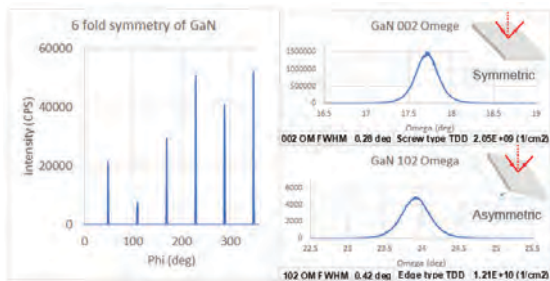 6 fold symmetry of GaN
60000
40000
20000
0
Intensity (CPS)
0 100 200 300
Phi (deg)
GaN 002 Omege
1500000
1000000
500000
0
16.5 17 17.5 18 18.5 19
Omega (deg)
Symmetric
002 OM FWHM 0.28 deg Screw type TDD 2.05E+09 (1/cm2)
GaN 102 Omega
6000
4000
2000
0
22.5 23 23.5 24 24.5 25 25.5
Omega (deg)
Asymmetric
102 OM FWHM 0.42 deg Edge type TDD 1.21E+10 (1/cm2)